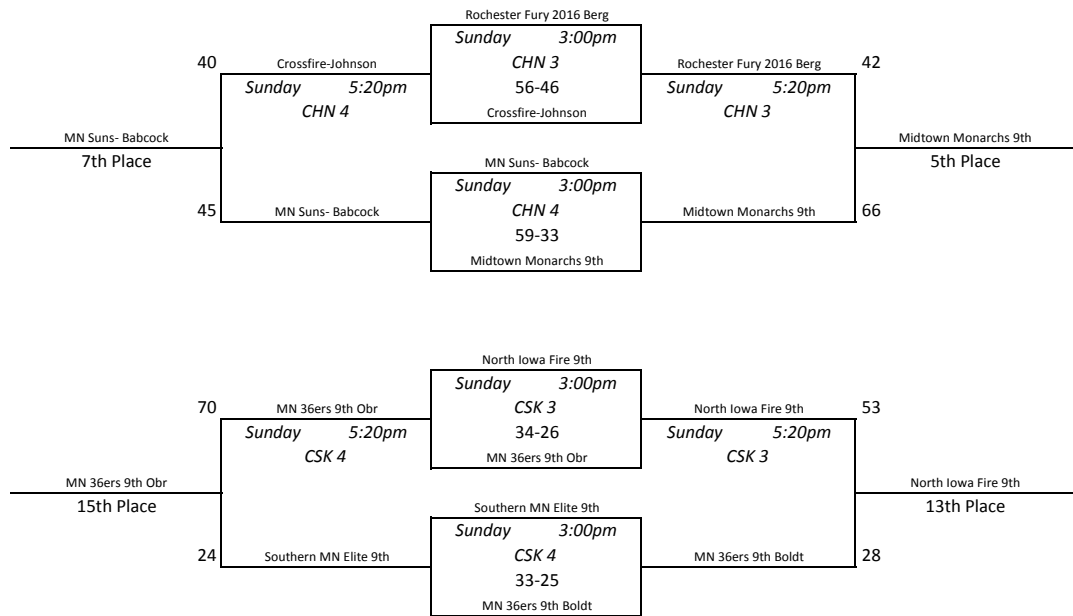 Rochester Fury 2016 Berg
Sunday 3:00pm
40 Crossfire-Johnson CHN 3 Rochester Fury 2016 Berg 42
Sunday 5:20pm 56-46 Sunday 5:20pm
CHN 4 Crossfire-Johnson CHN 3
MN Suns- Babcock Midtown Monarchs 9th
7th Place MN Suns- Babcock 5th Place
Sunday 3:00pm
45 MN Suns- Babcock CHN 4 Midtown Monarchs 9th 66
59-33
Midtown Monarchs 9th
North Iowa Fire 9th
Sunday 3:00pm
70 MN 36ers 9th Obr CSK 3 North Iowa Fire 9th 53
Sunday 5:20pm 34-26 Sunday 5:20pm
CSK 4 MN 36ers 9th Obr CSK 3
MN 36ers 9th Obr North Iowa Fire 9th
15th Place Southern MN Elite 9th 13th Place
Sunday 3:00pm
24 Southern MN Elite 9th CSK 4 MN 36ers 9th Boldt 28
33-25
MN 36ers 9th Boldt